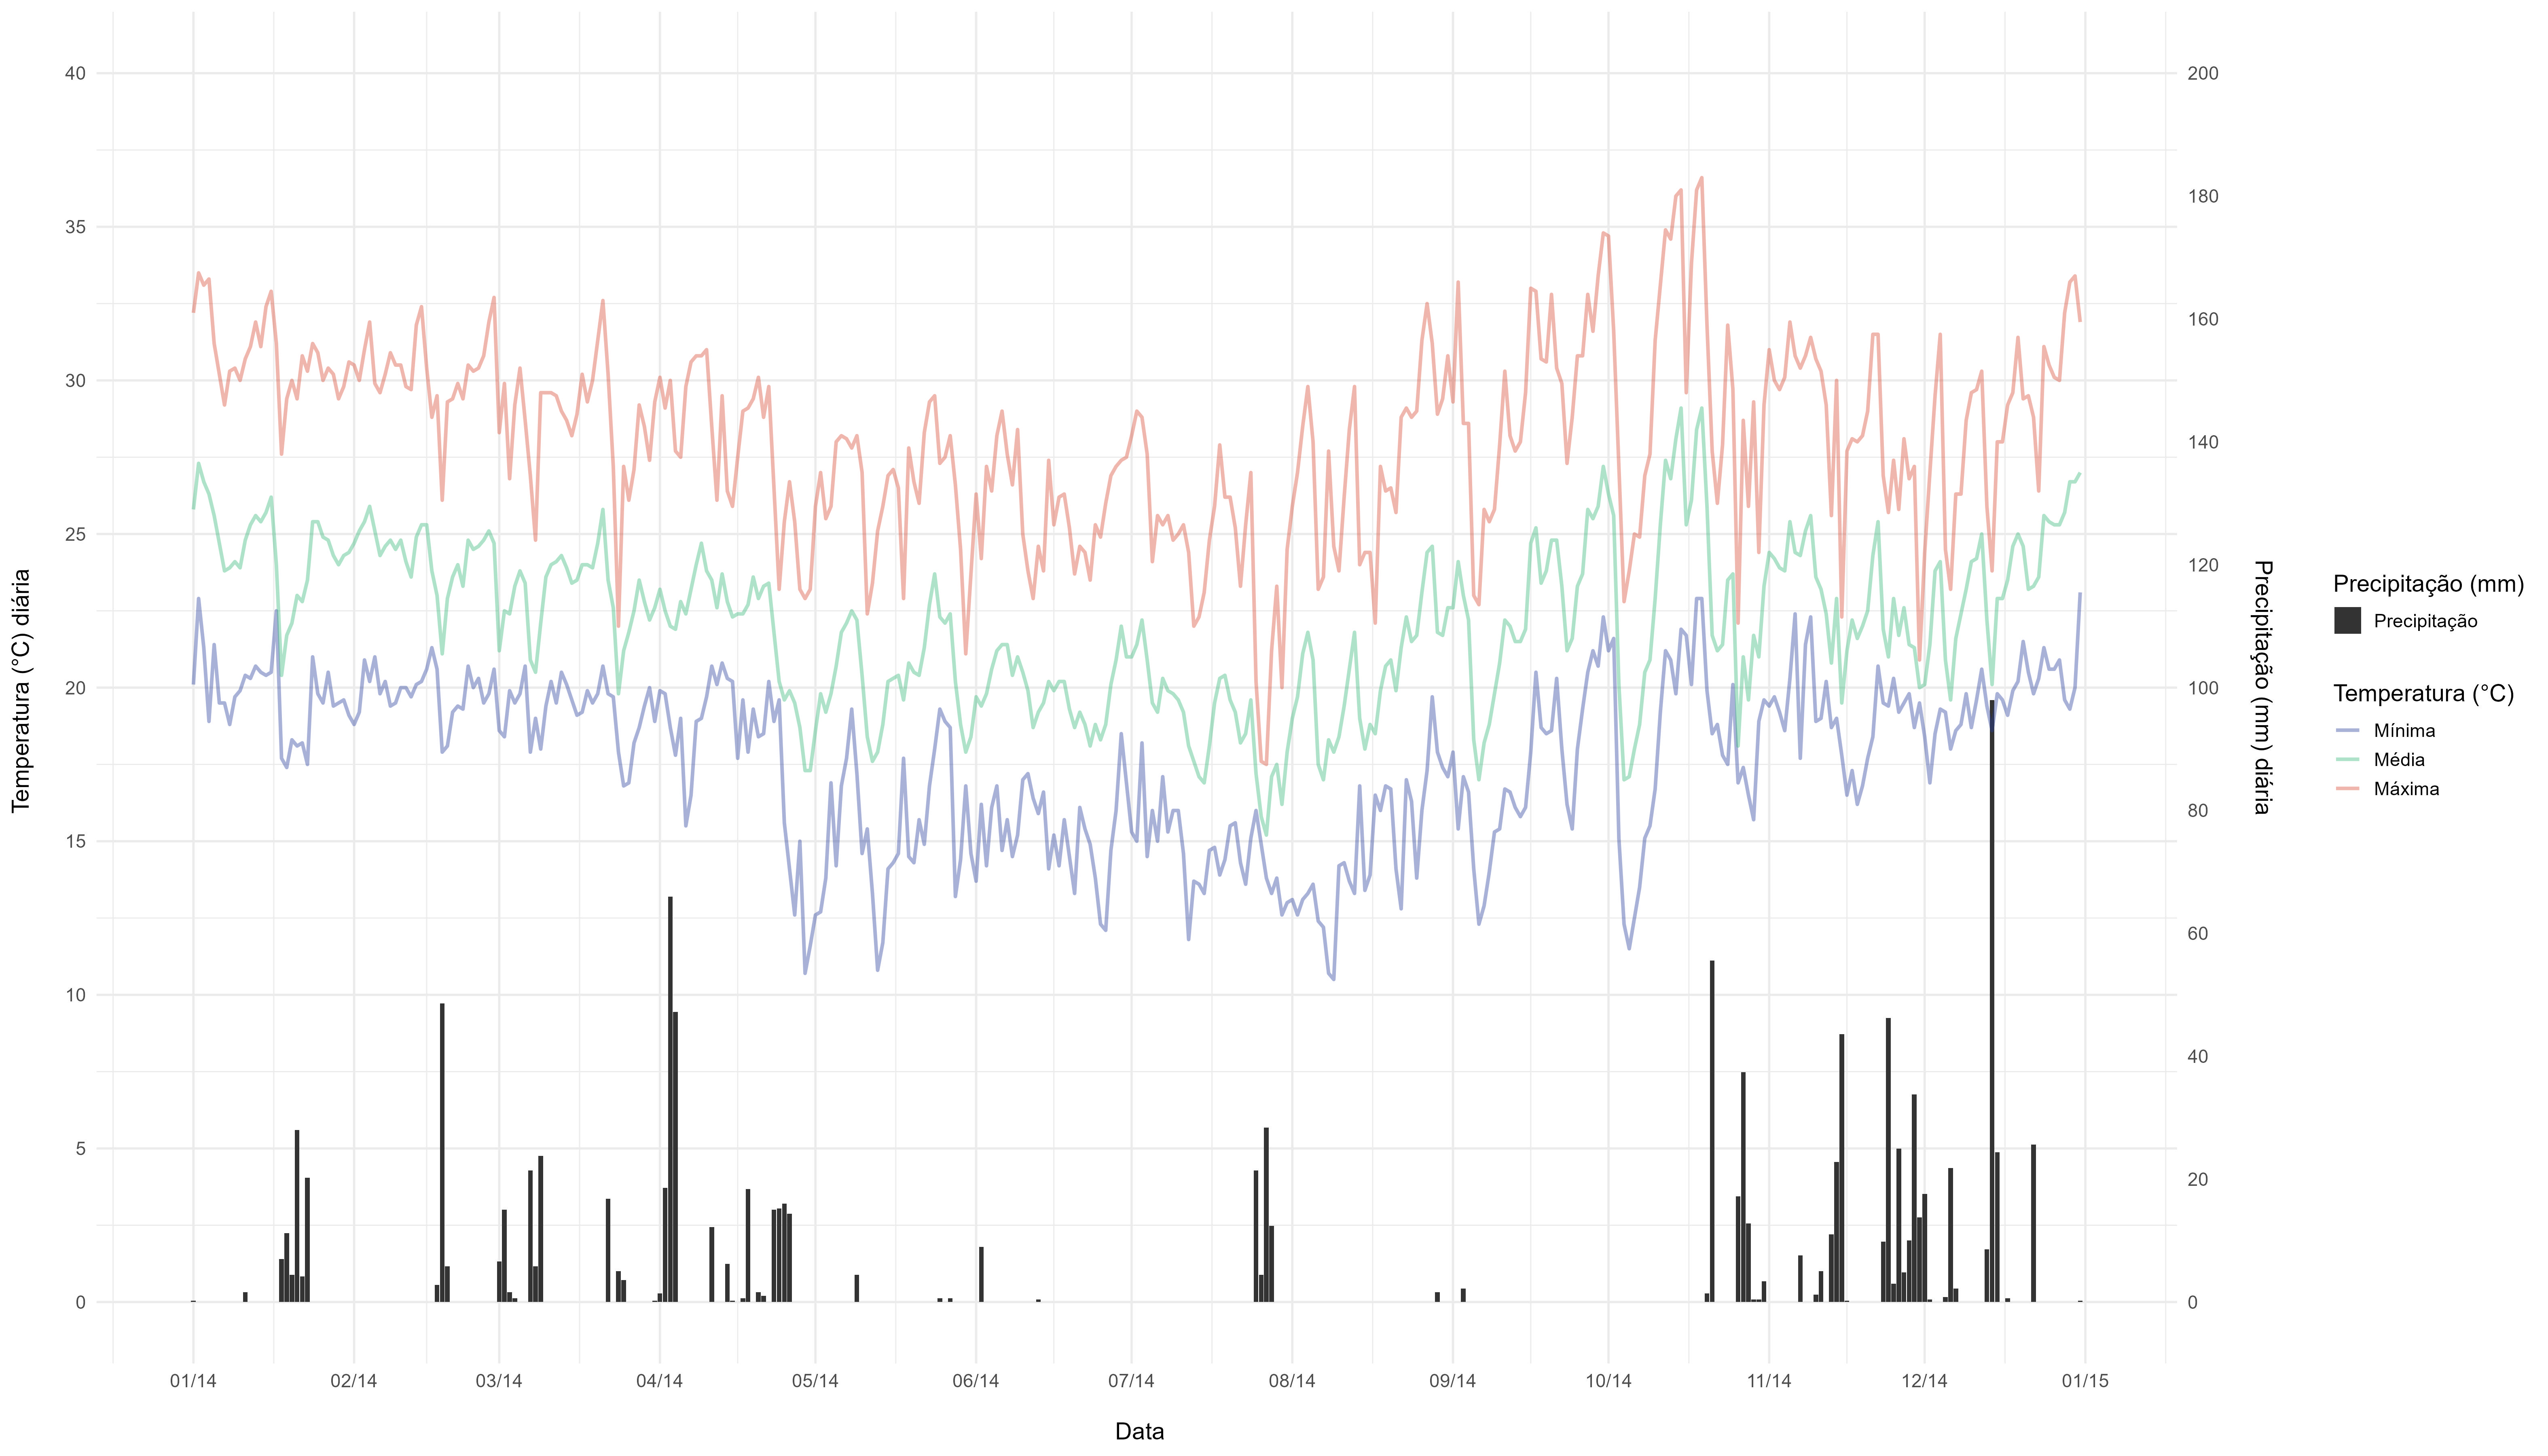 40
35
30
25
20
15
10
5
0
Temperatura (°C) diária
200
180
160
140
120
100
80
60
40
20
0
Precipitação (mm) diária
01/14 02/14 03/14 04/14 05/14 06/14 07/14 08/14 09/14 10/14 11/14 12/14 01/15
Data
Precipitação (mm)
Precipitação
Temperatura (°C)
Mínima
Média
Máxima